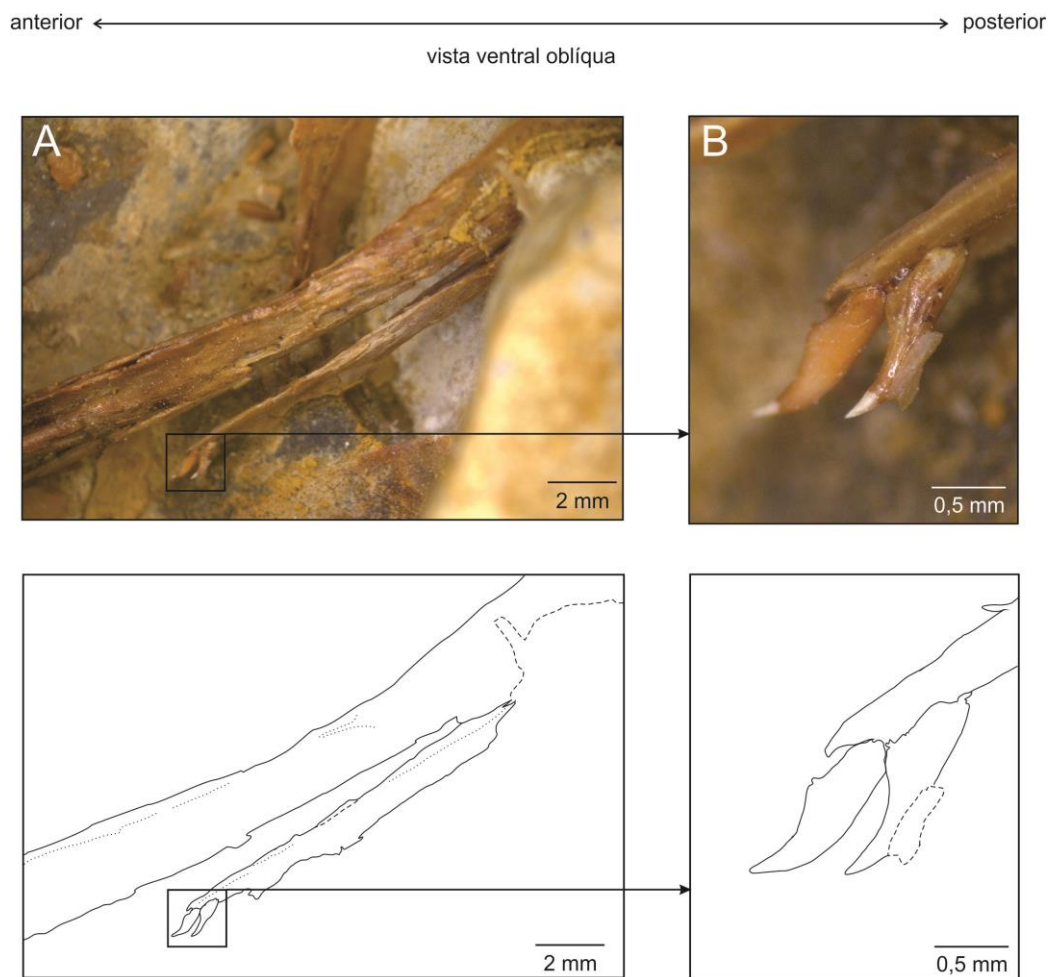 anterior posterior
vista ventral oblíqua
A B
2 mm 0,5 mm
2 mm 0,5 mm